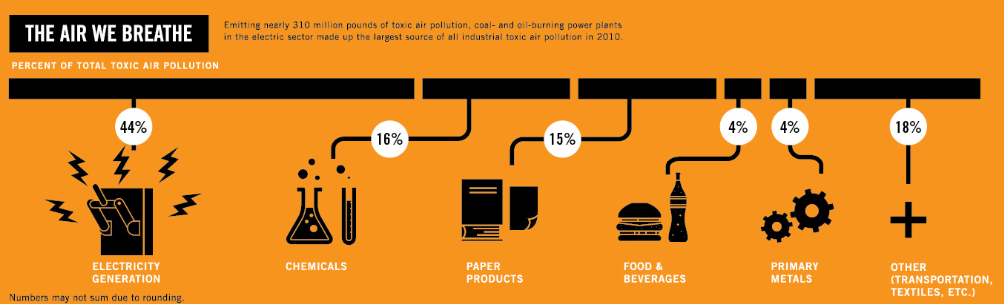 THE AIR WE BREATHE
Emitting nearly 310 million pounds of toxic air pollution, coal- and oil-burning power plants
in the electric sector made up the largest source of all industrial toxic air pollution in 2010.
PERCENT OF TOTAL TOXIC AIR POLLUTION
44%
16%
15%
4%
4%
18%
ELECTRICITY
GENERATION
CHEMICALS
PAPER
PRODUCTS
FOOD &
BEVERAGES
PRIMARY
METALS
OTHER
(TRANSPORTATION,
TEXTILES, ETC.)
Numbers may not sum due to rounding.